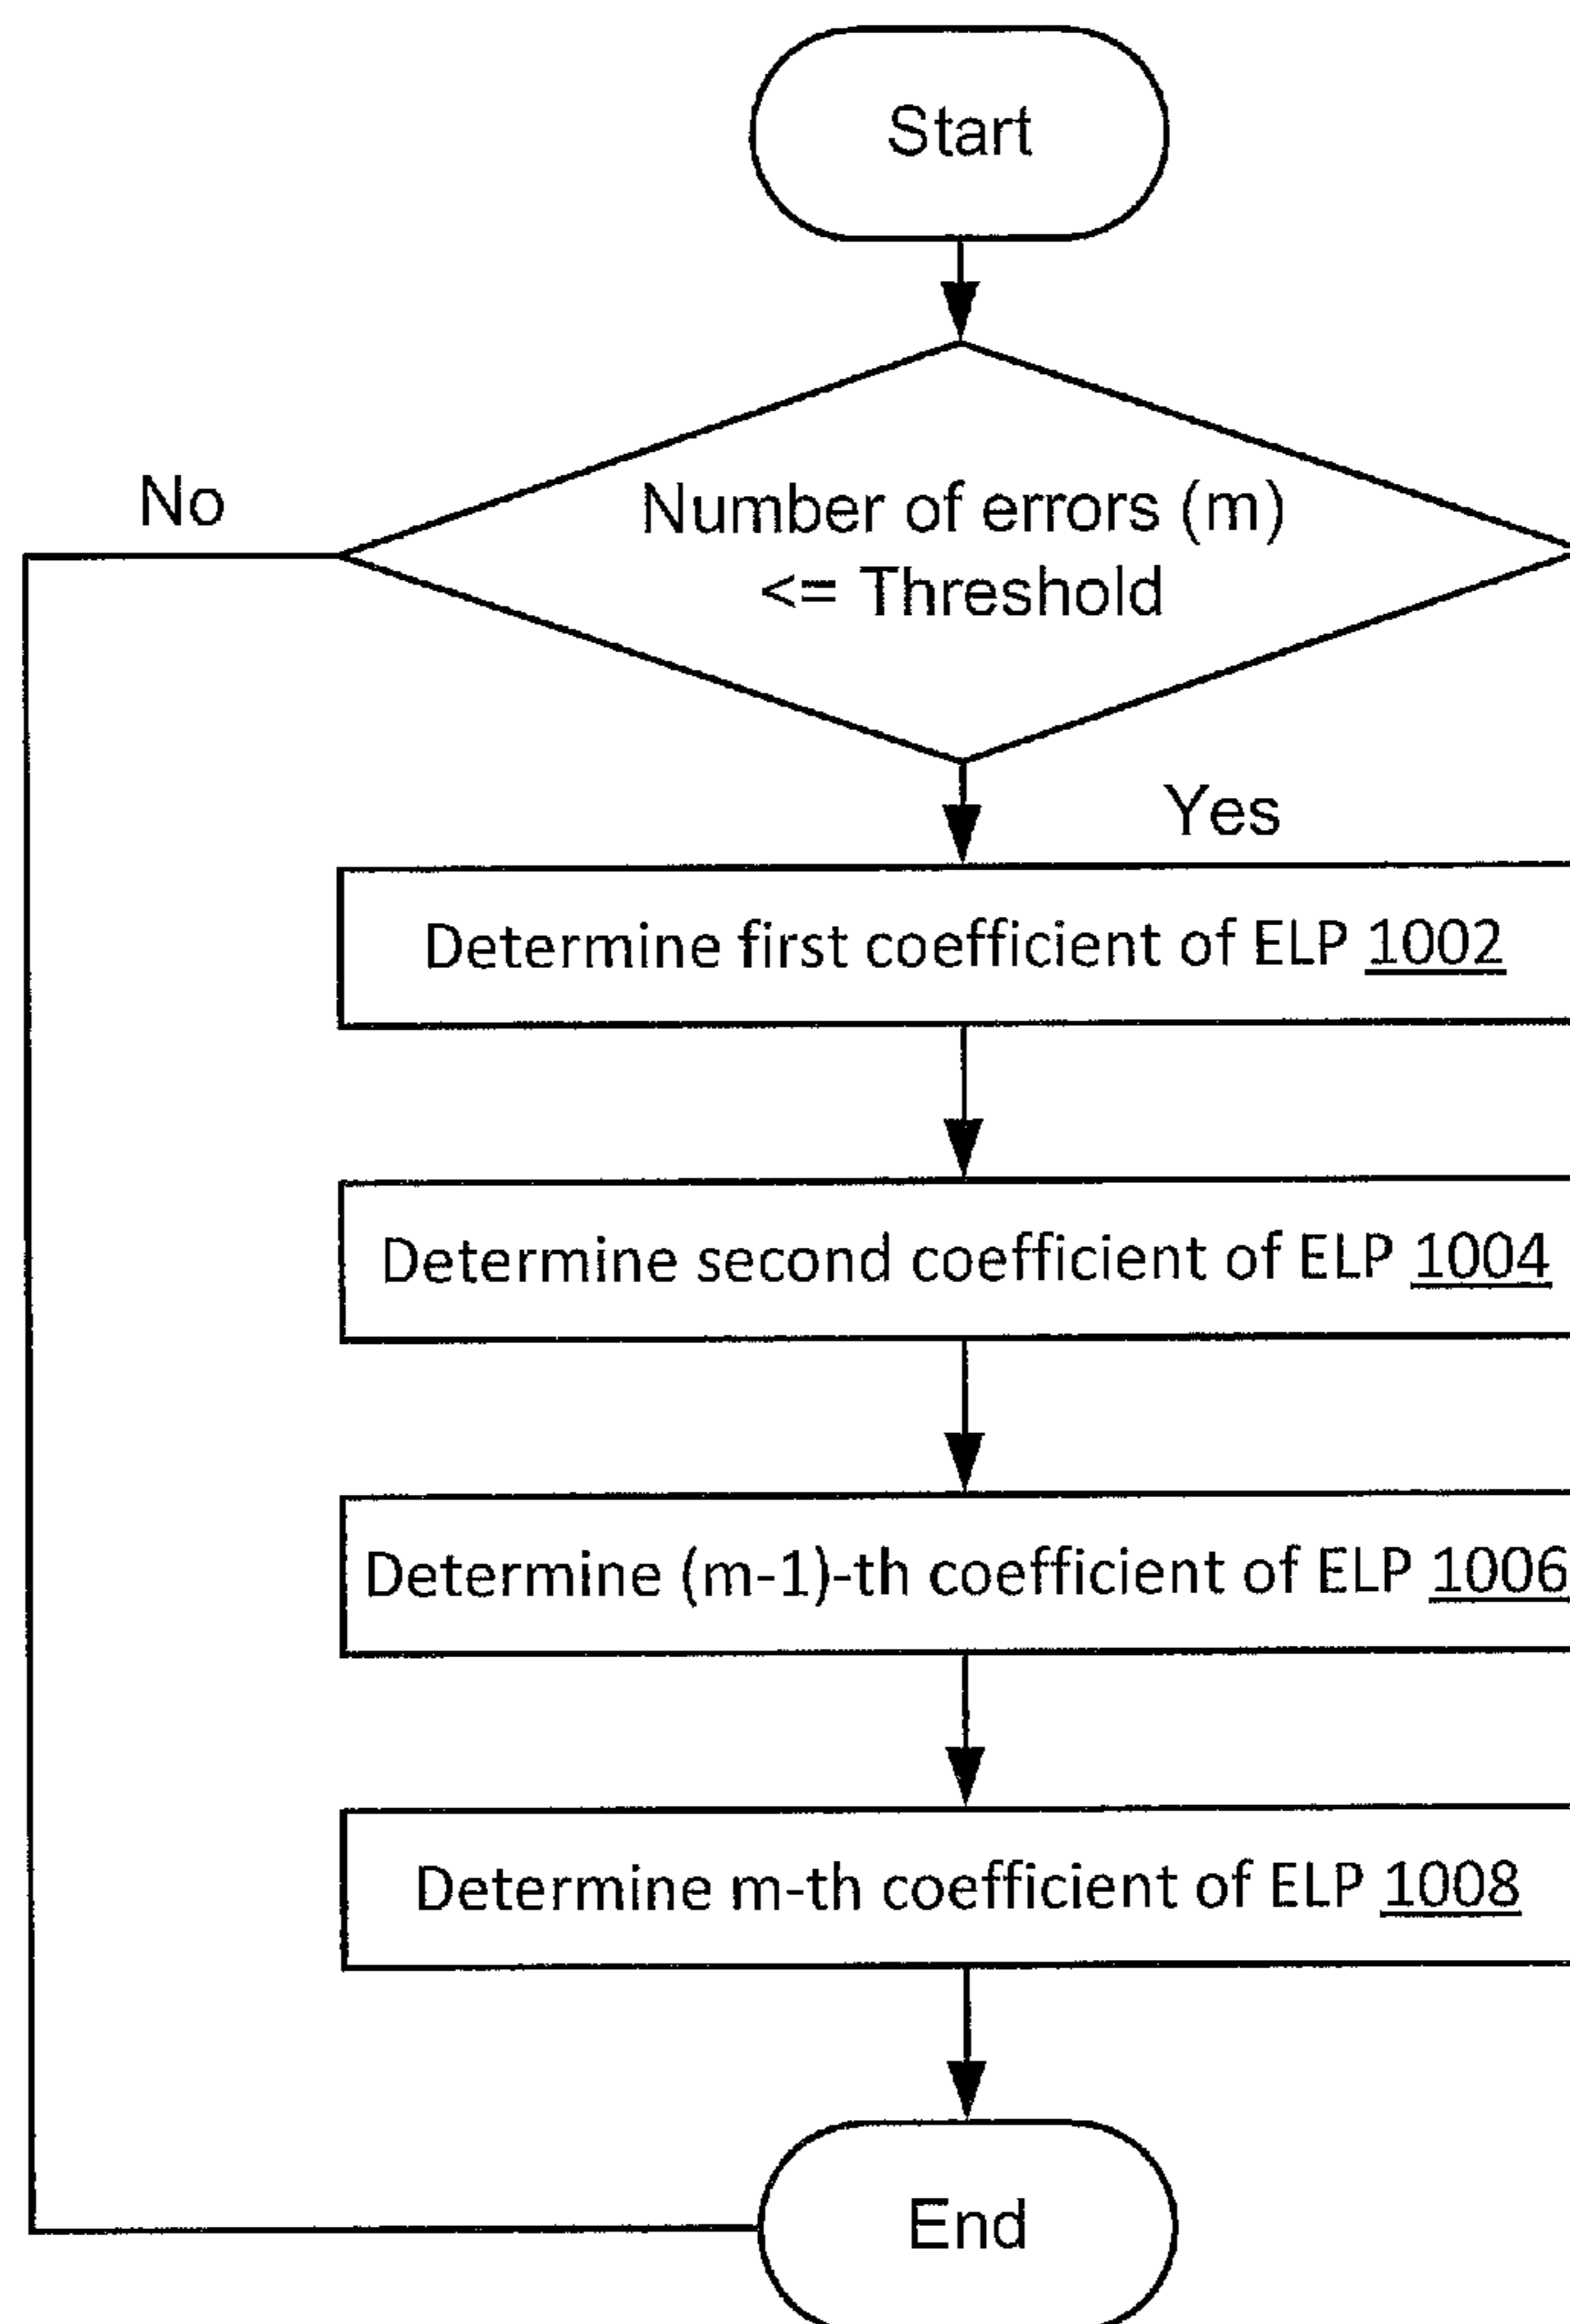 Start
Number of errors (m)
<= Threshold
No
Yes
Determine first coefficient of ELP 1002
Determine second coefficient of ELP 1004
Determine (m-1)-th coefficient of ELP 1006
Determine m-th coefficient of ELP 1008
End